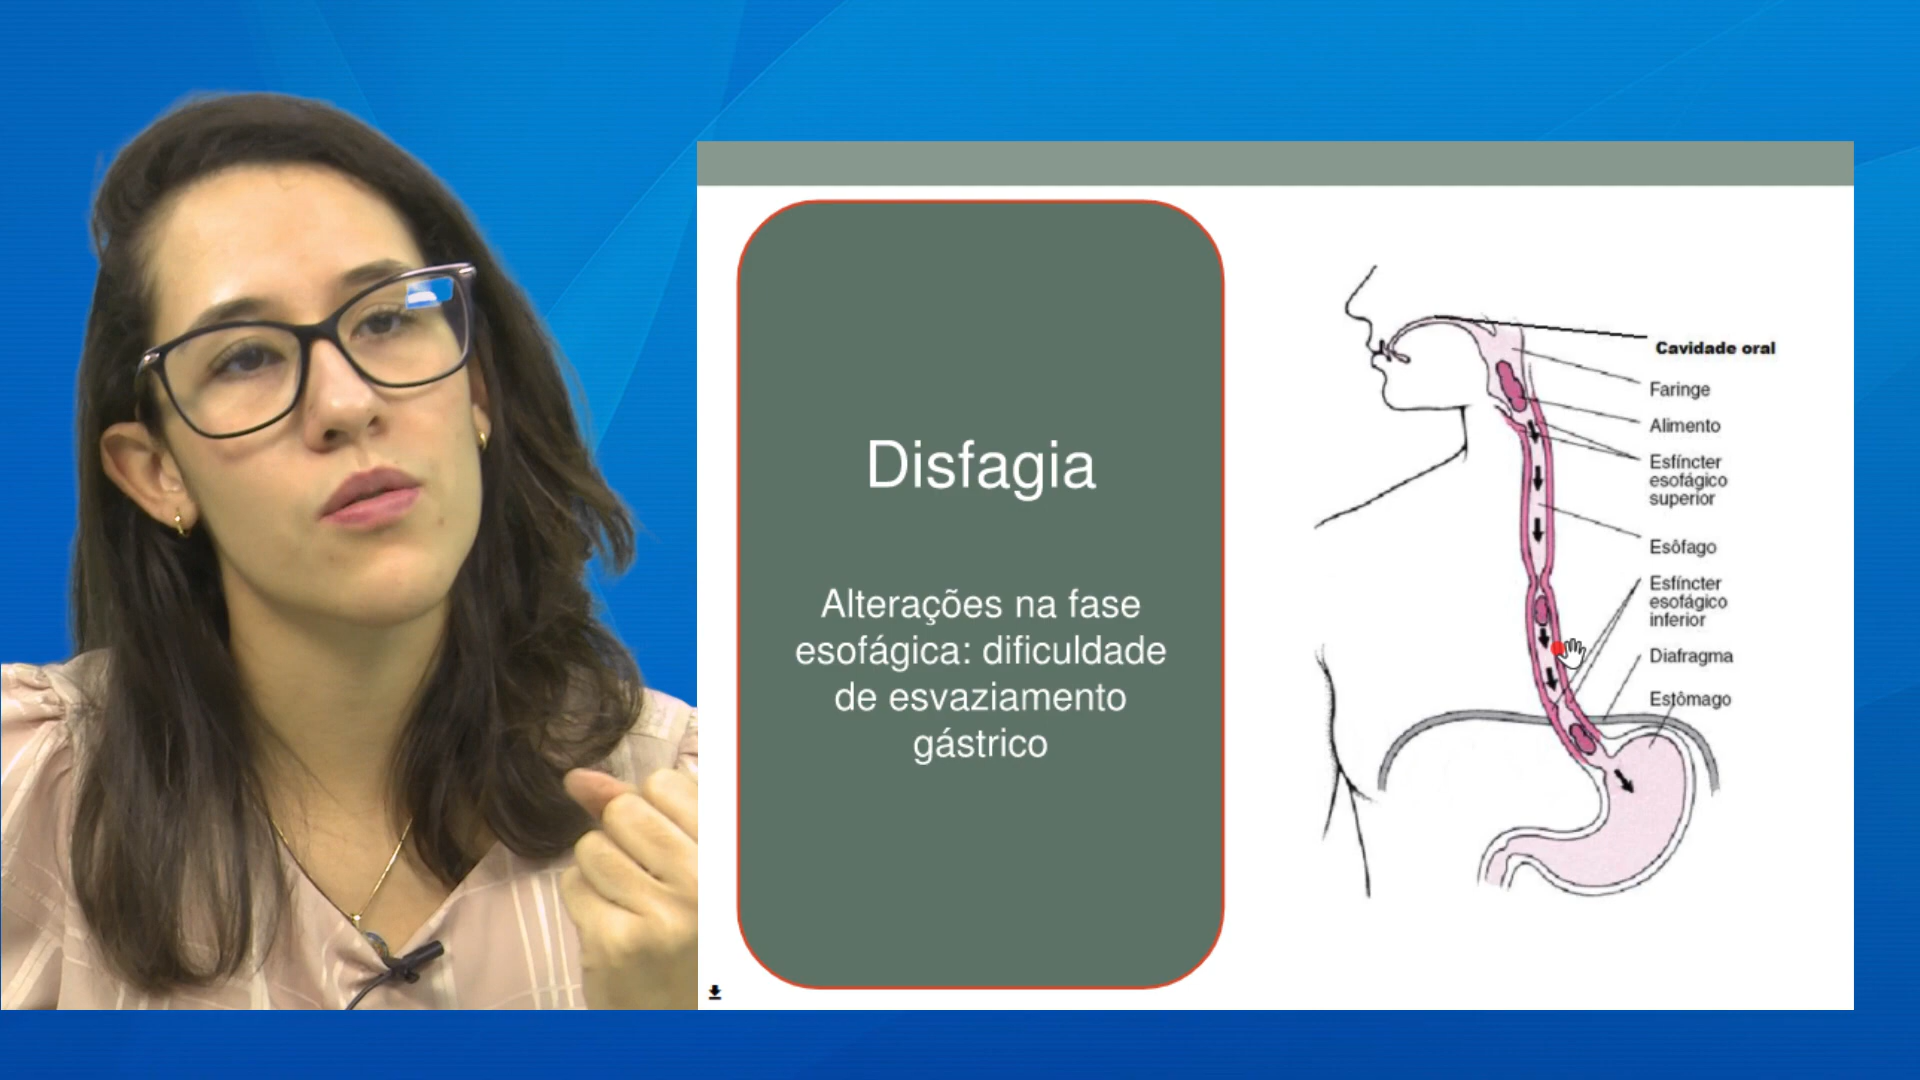 Disfagia
Alterações na fase
esofágica: dificuldade
de esvaziamento
gástrico
Cavidade oral
Faringe
Alimento
Esfíncter
esofágico
superior
Esôfago
Esfíncter
esofágico
inferior
Diafragma
Estômago